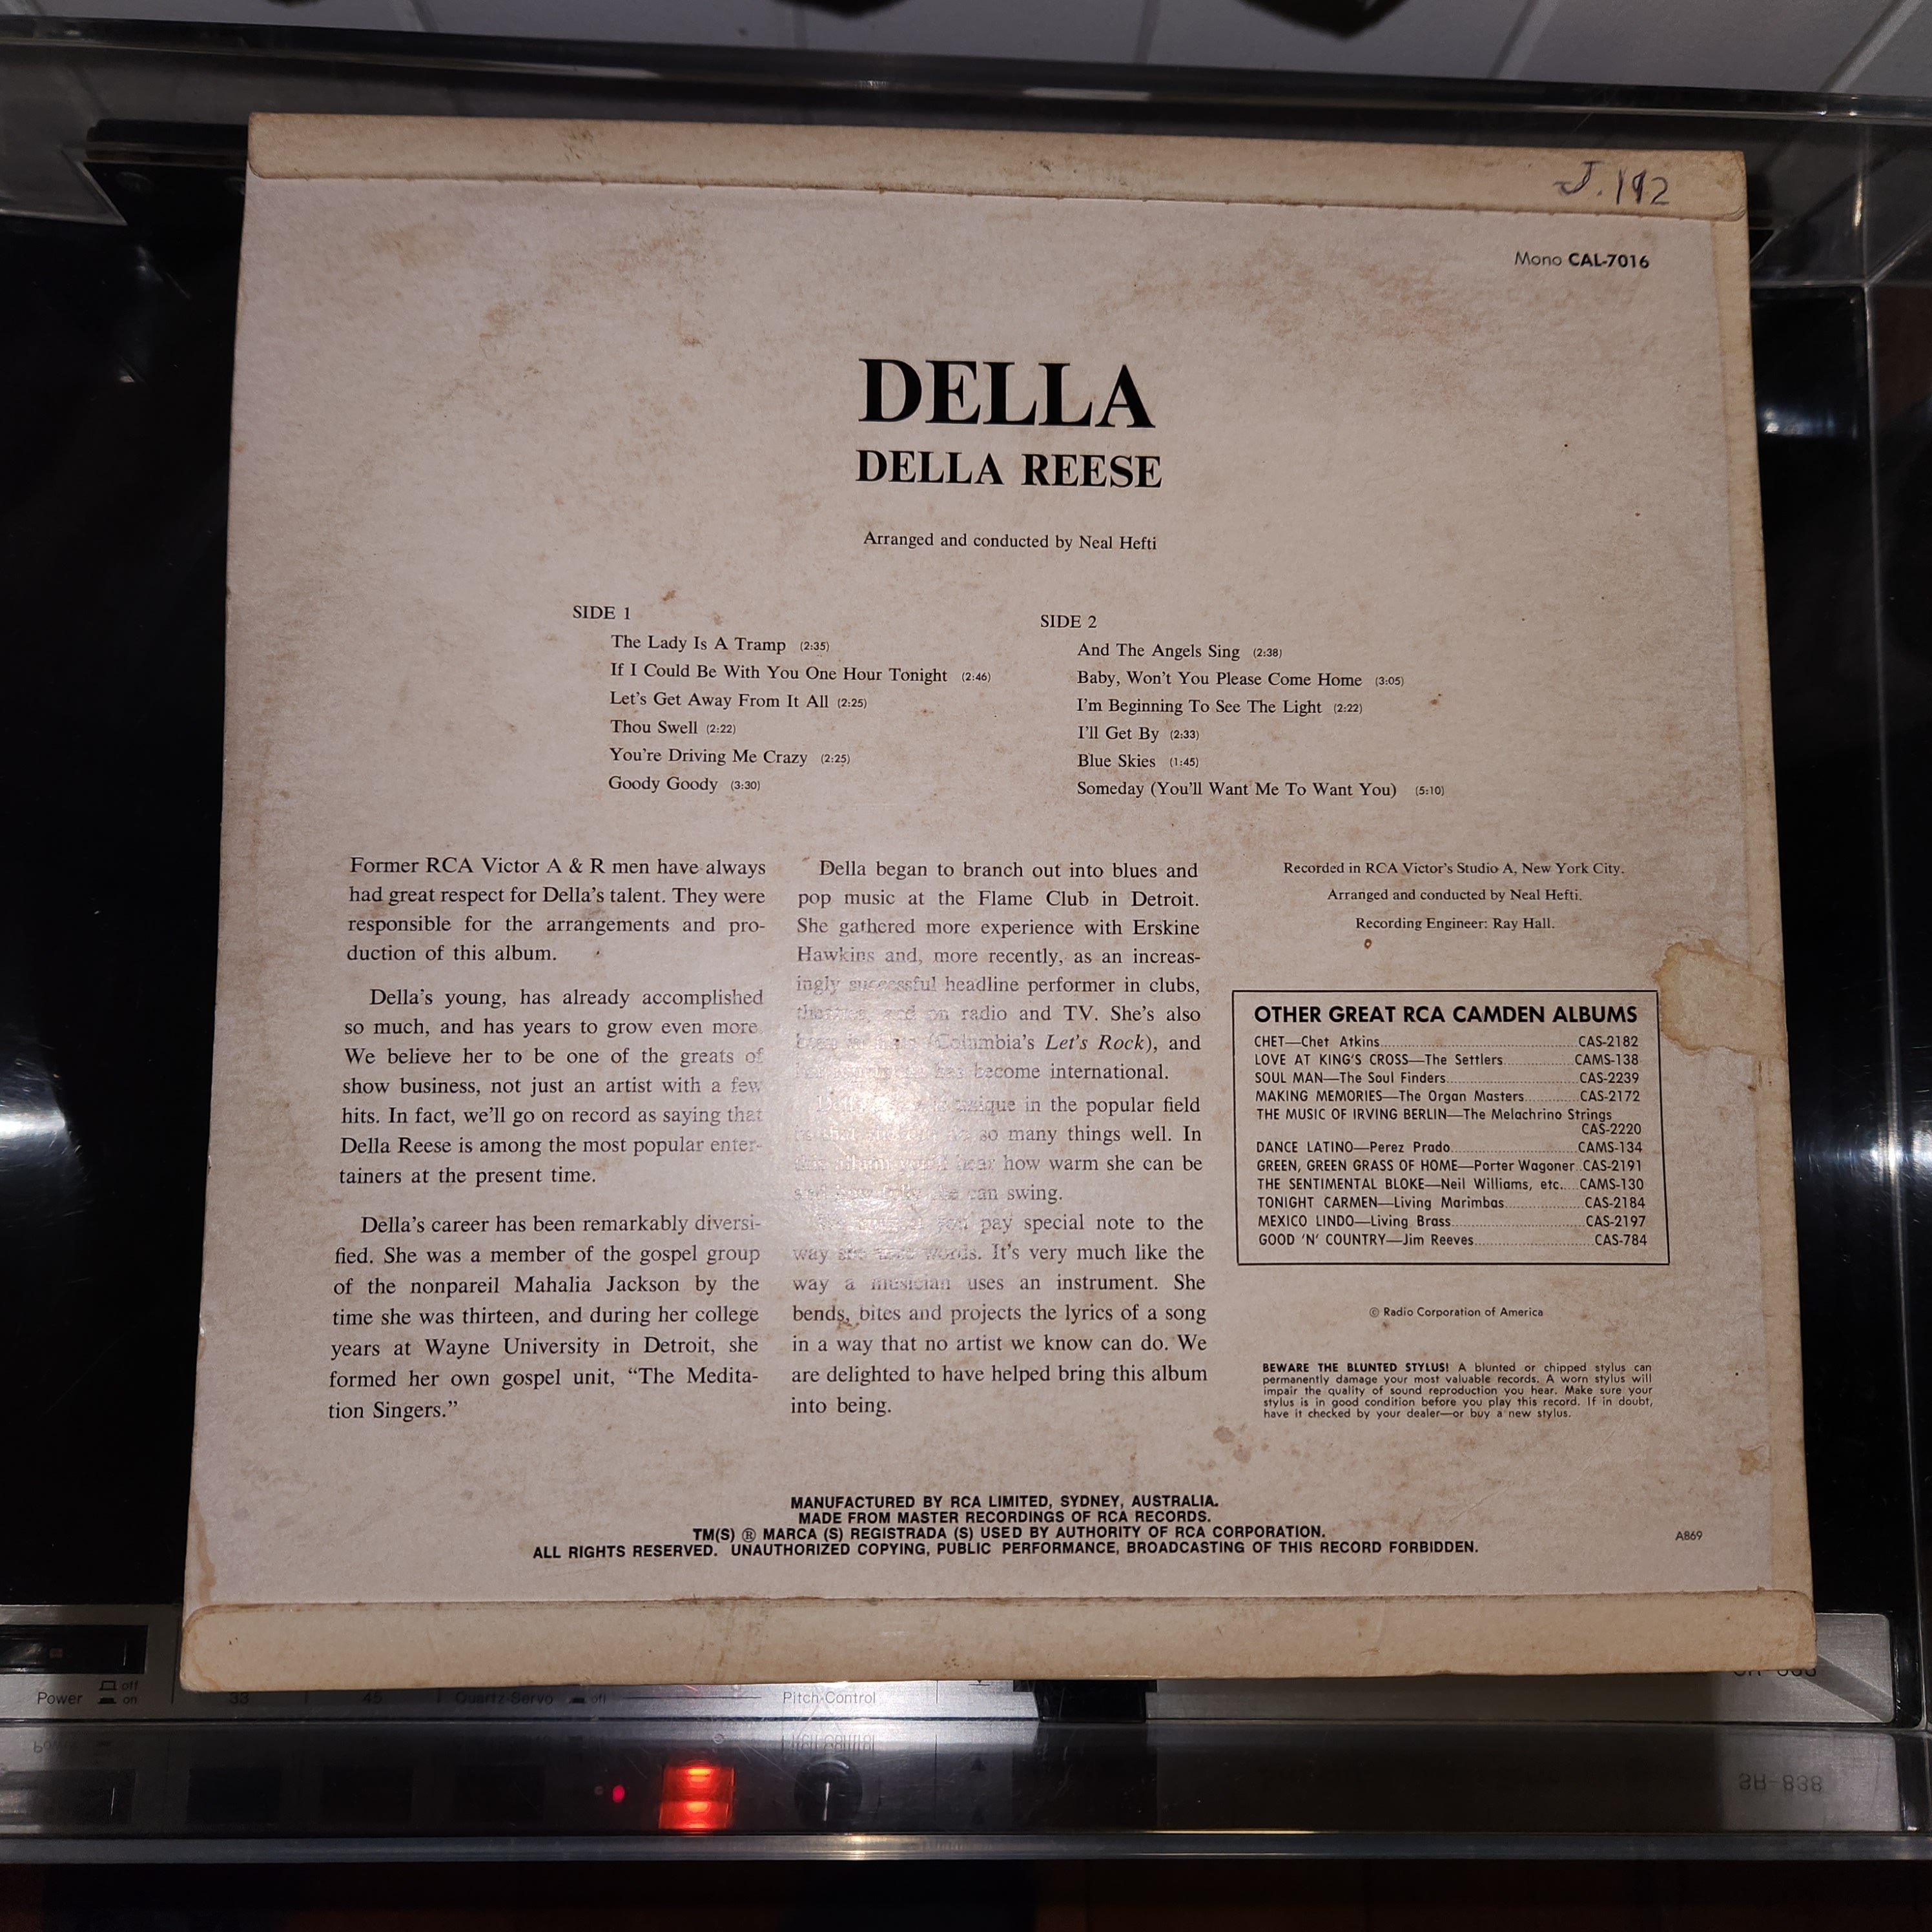 J. 192
Mono CAL-7016
DELLA
DELLA REESE
Arranged and conducted by Neal Hefti
SIDE 1
The Lady Is A Tramp (2:35)
If I Could Be With You One Hour Tonight (2:46)
Let's Get Away From It All (2:25)
Thou Swell (2:22)
You're Driving Me Crazy (2:25)
Goody Goody (3:30)
SIDE 2
And The Angels Sing (2:38)
Baby, Won't You Please Come Home (3:05)
I'm Beginning To See The Light (2:22)
I'll Get By (2:33)
Blue Skies (1:45)
Someday (You'll Want Me To Want You) (5:10)
Former RCA Victor A & R men have always
had great respect for Della's talent. They were
responsible for the arrangements and pro-
duction of this album.
Della's young, has already accomplished
so much, and has years to grow even more
We believe her to be one of the greats of
show business, not just an artist with a few
hits. In fact, we'll go on record as saying that
Della Reese is among the most popular enter-
tainers at the present time.
Della's career has been remarkably diversi-
fied. She was a member of the gospel group
of the nonpareil Mahalia Jackson by the
time she was thirteen, and during her college
years at Wayne University in Detroit, she
formed her own gospel unit, “The Medita-
tion Singers.”
Della began to branch out into blues and
pop music at the Flame Club in Detroit.
She gathered more experience with Erskine
Hawkins and, more recently, as an increas-
ingly successful headline performer in clubs,
and on radio and TV. She's also
(Columbia's Let's Rock), and
has become international.
unique in the popular field
so many things well. In
hear how warm she can be
can swing.
you pay special note to the
way she words. It's very much like the
way a musician uses an instrument. She
bends, bites and projects the lyrics of a song
in a way that no artist we know can do. We
are delighted to have helped bring this album
into being.
Recorded in RCA Victor's Studio A, New York City.
Arranged and conducted by Neal Hefti.
Recording Engineer: Ray Hall.
OTHER GREAT RCA CAMDEN ALBUMS
CHET—Chet Atkins CAS-2182
LOVE AT KING'S CROSS—The Settlers CAMS-138
SOUL MAN—The Soul Finders CAS-2239
MAKING MEMORIES—The Organ Masters CAS-2172
THE MUSIC OF IRVING BERLIN—The Melachrino Strings
CAS-2220
DANCE LATINO—Perez Prado CAMS-134
GREEN, GREEN GRASS OF HOME—Porter Wagoner CAS-2191
THE SENTIMENTAL BLOKE—Neil Williams, etc. CAMS-130
TONIGHT CARMEN—Living Marimbas CAS-2184
MEXICO LINDO—Living Brass CAS-2197
GOOD 'N' COUNTRY—Jim Reeves CAS-784
© Radio Corporation of America
BEWARE THE BLUNTED STYLUS! A blunted or chipped stylus can
permanently damage your most valuable records. A worn stylus will
impair the quality of sound reproduction you hear. Make sure your
stylus is in good condition before you play this record. If in doubt,
have it checked by your dealer—or buy a new stylus.
MANUFACTURED BY RCA LIMITED, SYDNEY, AUSTRALIA.
MADE FROM MASTER RECORDINGS OF RCA RECORDS.
TM(S) ® MARCA (S) REGISTRADA (S) USED BY AUTHORITY OF RCA CORPORATION.
ALL RIGHTS RESERVED. UNAUTHORIZED COPYING, PUBLIC PERFORMANCE, BROADCASTING OF THIS RECORD FORBIDDEN.
A869
Power off
on
33
45
Quartz-Servo off
Pitch-Control